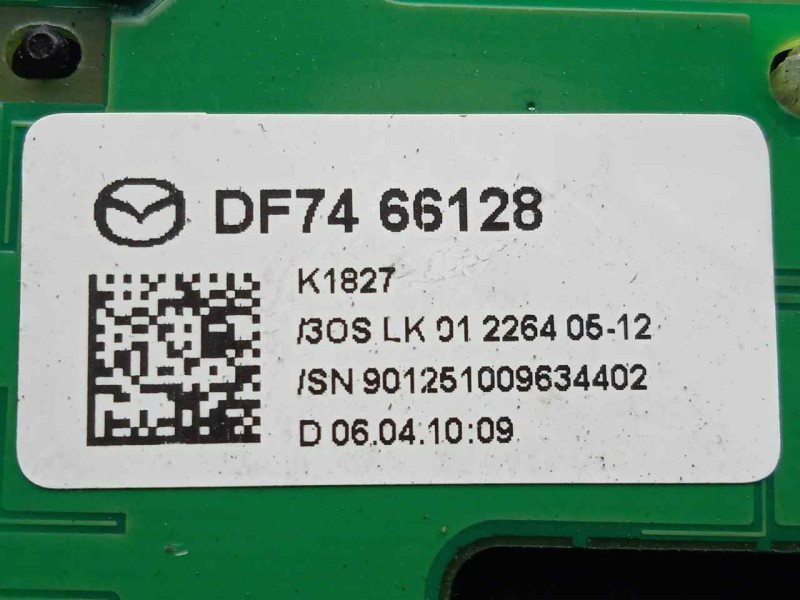 DF74 66128
K1827
/3OS LK 01 2264 05-12
/SN 901251009634402
D 06.04.10:09